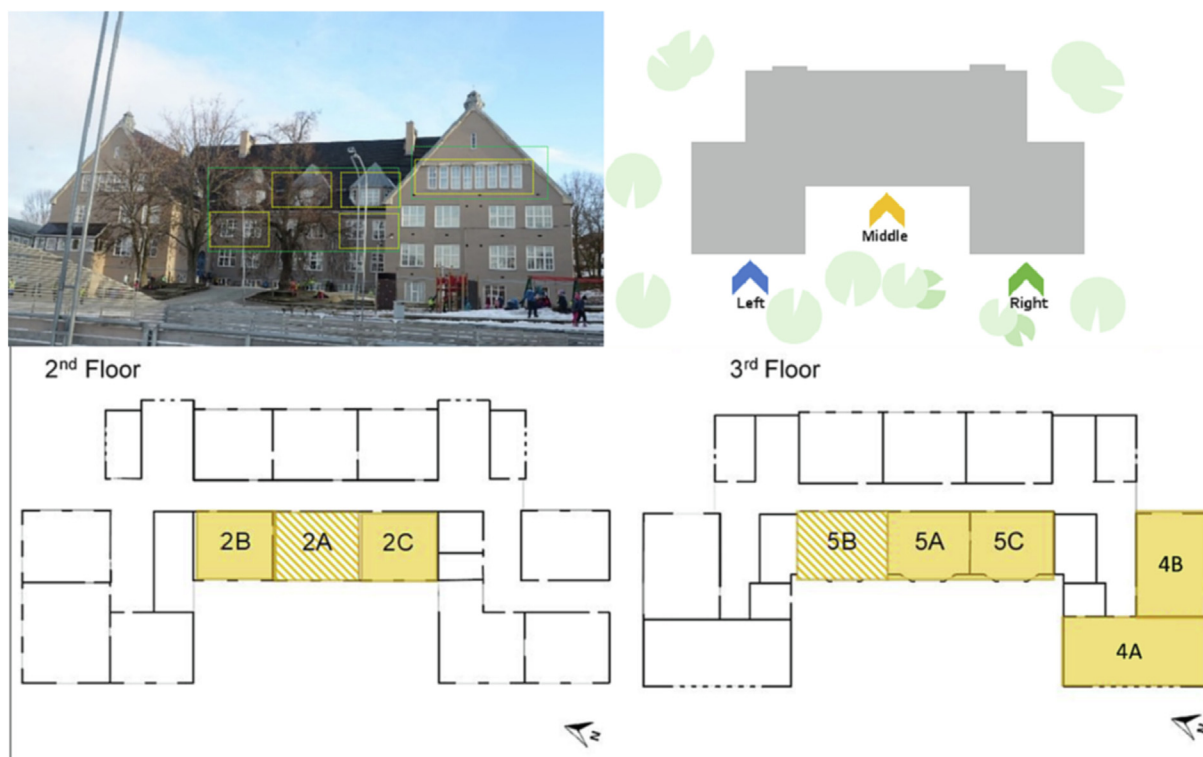 Middle
Left
Right
2nd Floor
3rd Floor
2B 2A 2C
5B 5A 5C
4B
4A
N
N